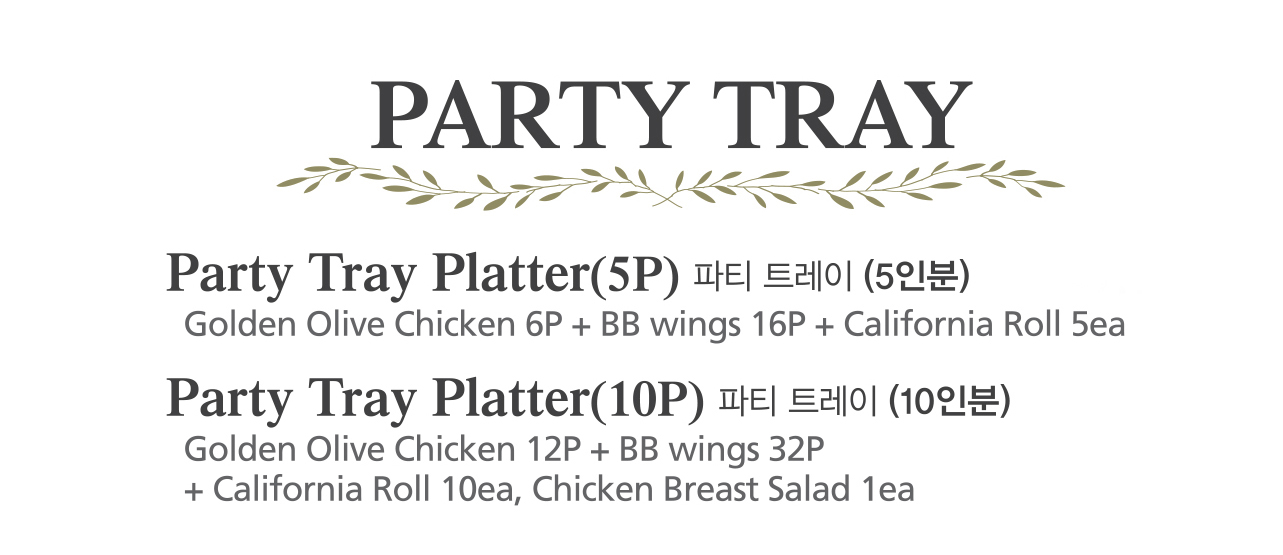 PARTY TRAY
Party Tray Platter(5P) 파티 트레이 (5인분)
Golden Olive Chicken 6P + BB wings 16P + California Roll 5ea
Party Tray Platter(10P) 파티 트레이 (10인분)
Golden Olive Chicken 12P + BB wings 32P
+ California Roll 10ea, Chicken Breast Salad 1ea